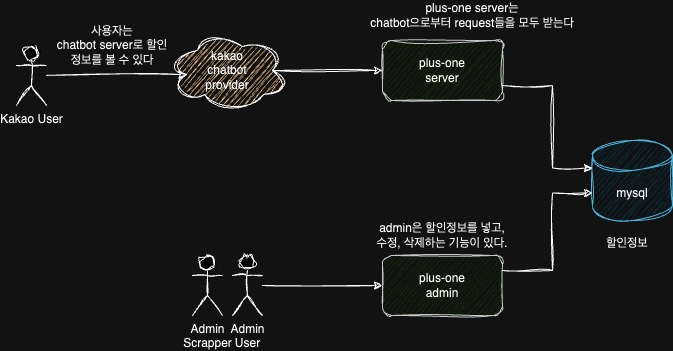 사용자는
chatbot server로 할인
정보를 볼 수 있다
Kakao User
kakao
chatbot
provider
plus-one server는
chatbot으로부터 request들을 모두 받는다
plus-one
server
mysql
할인정보
admin은 할인정보를 넣고,
수정, 삭제하는 기능이 있다.
plus-one
admin
Admin
Scrapper
Admin
User